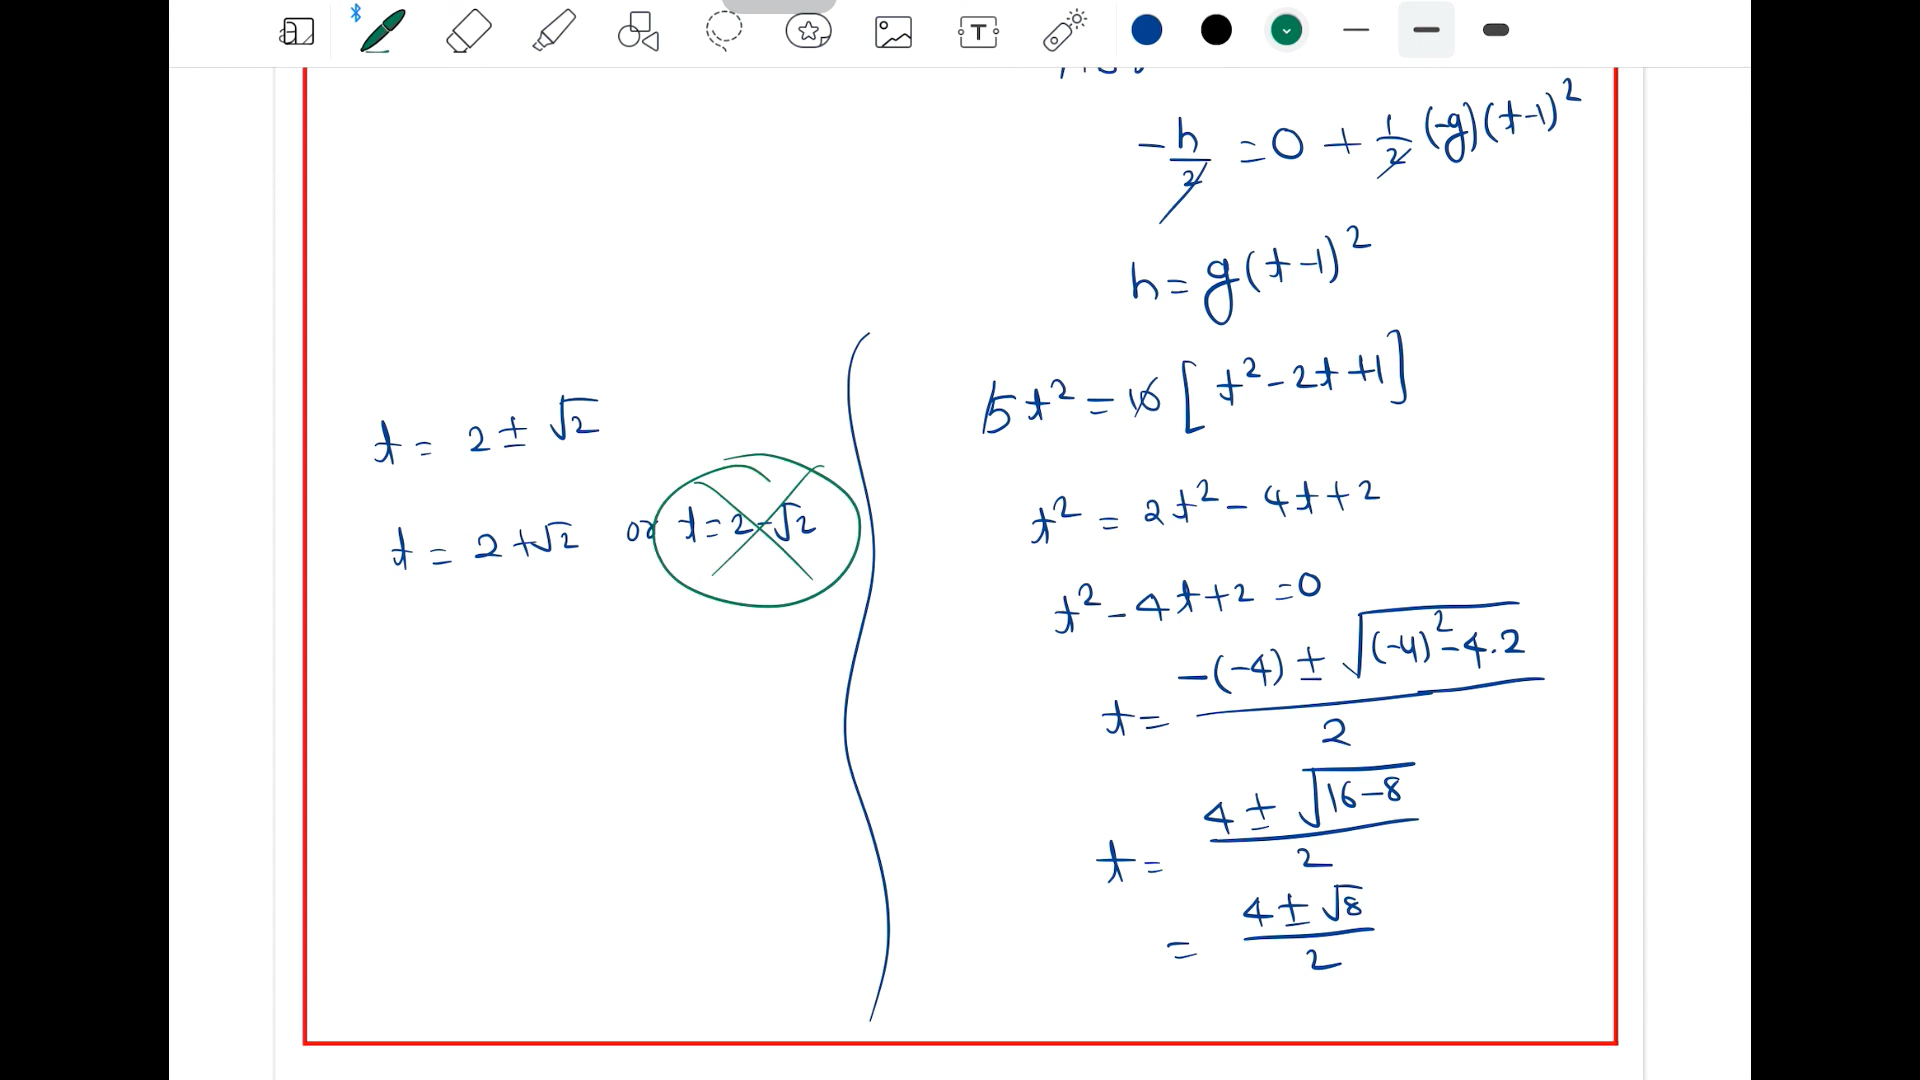 -h/2 = 0 + 1/2 (-g)(t-1)²
h = g(t-1)²
5t² = 10[t²-2t+1]
t² = 2t² - 4t + 2
t² - 4t + 2 = 0
t = (-(-4) ± √((-4)² - 4.2))/2
t = (4 ± √(16-8))/2
= (4 ± √8)/2
t = 2 ± √2
t = 2+√2 or t = 2-√2